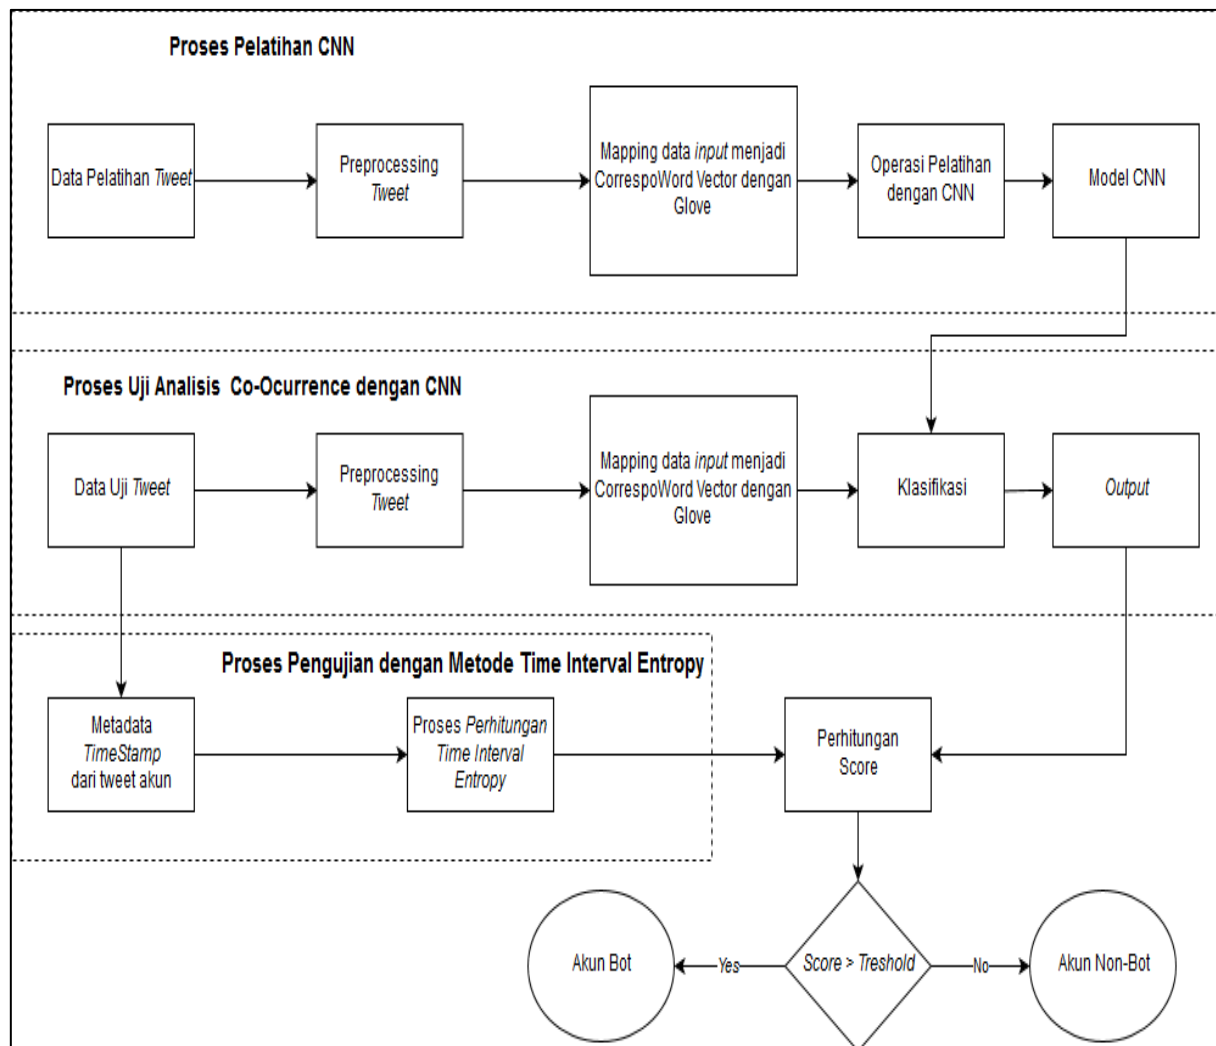 Proses Pelatihan CNN
Data Pelatihan Tweet
Preprocessing
Tweet
Mapping data input menjadi
CorrespoWord Vector dengan
Glove
Operasi Pelatihan
dengan CNN
Model CNN
Proses Uji Analisis Co-Ocurrence dengan CNN
Data Uji Tweet
Preprocessing
Tweet
Mapping data input menjadi
CorrespoWord Vector dengan
Glove
Klasifikasi
Output
Proses Pengujian dengan Metode Time Interval Entropy
Metadata
TimeStamp
dari tweet akun
Proses Perhitungan
Time Interval
Entropy
Perhitungan
Score
Akun Bot
Yes
Score > Treshold
No
Akun Non-Bot